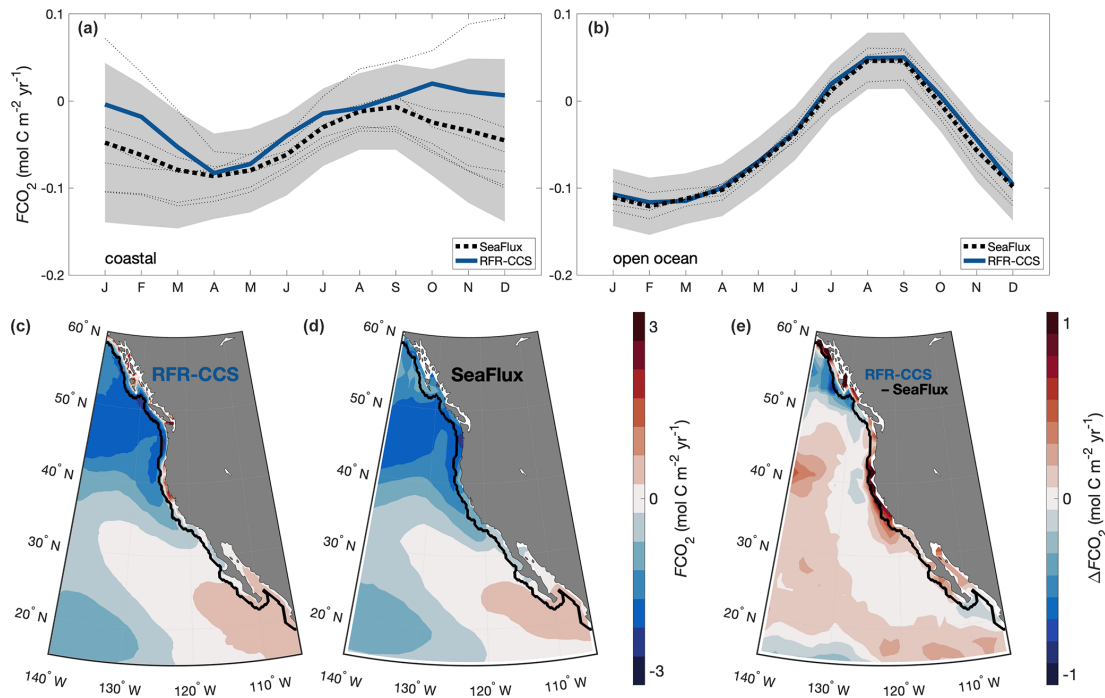 (a)
(b)
0.1
0
-0.1
-0.2
0.1
0
-0.1
-0.2
FCO2 (mol C m-2 yr-1)
coastal
SeaFlux
RFR-CCS
open ocean
SeaFlux
RFR-CCS
J F M A M J J A S O N D
J F M A M J J A S O N D
(c)
60° N
50° N
40° N
30° N
20° N
140° W
130° W
120° W
110° W
RFR-CCS
(d)
60° N
50° N
40° N
30° N
20° N
140° W
130° W
120° W
110° W
SeaFlux
3
0
-3
FCO2 (mol C m-2 yr-1)
(e)
60° N
50° N
40° N
30° N
20° N
140° W
130° W
120° W
110° W
RFR-CCS
– SeaFlux
1
0
-1
ΔFCO2 (mol C m-2 yr-1)